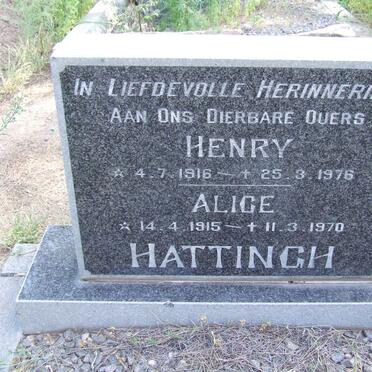 IN LIEFDEVOLLE HERINNERI
AAN ONS DIERBARE OUERS
HENRY
☆ 4.7.1916 — ✝ 25.3.1976
ALICE
☆ 14.4.1915 — ✝ 11.3.1970
HATTINGH